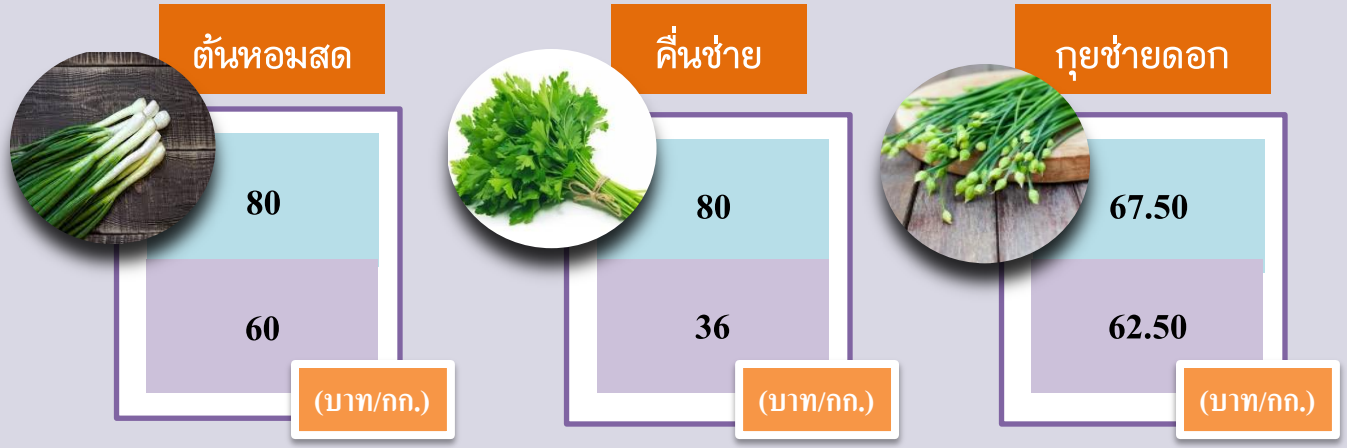 ต้นหอมสด
80
60
(บาท/กก.)
คื่นช่าย
80
36
(บาท/กก.)
กุยช่ายดอก
67.50
62.50
(บาท/กก.)